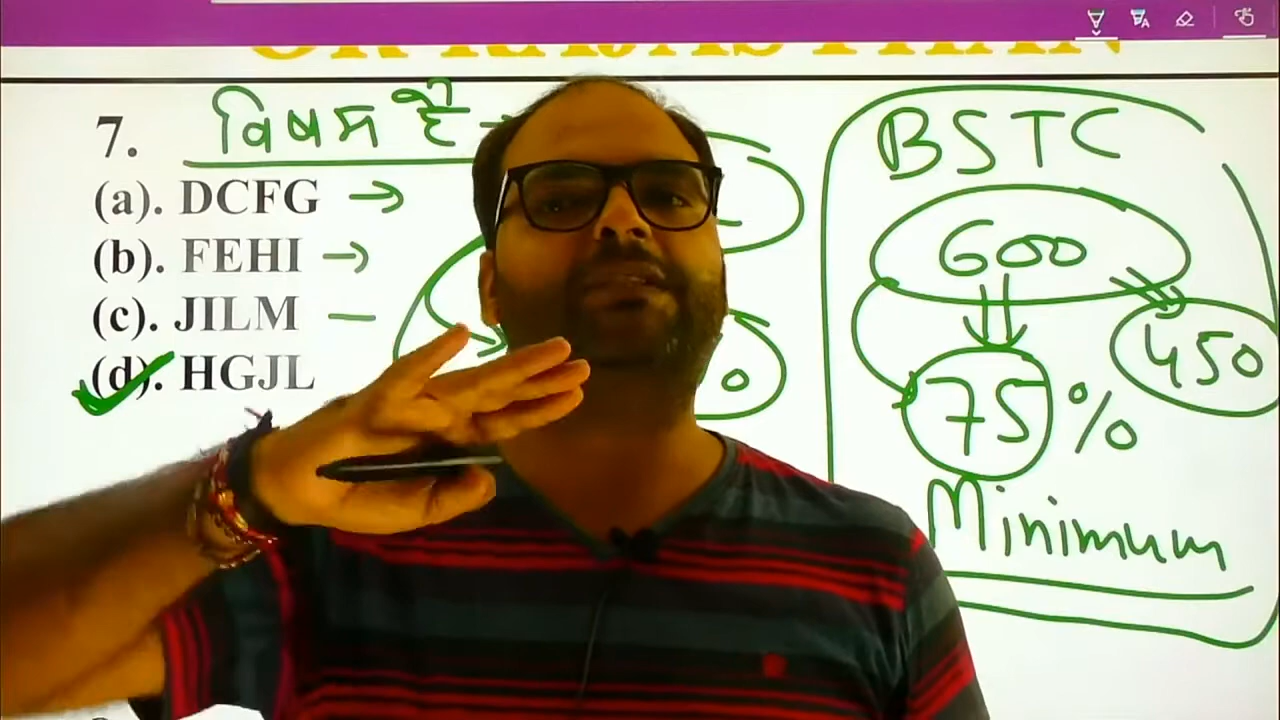 7. विषम है
(a). DCFG
(b). FEHI
(c). JILM
(d). HGJL
BSTC
600
450
75 %
Minimum